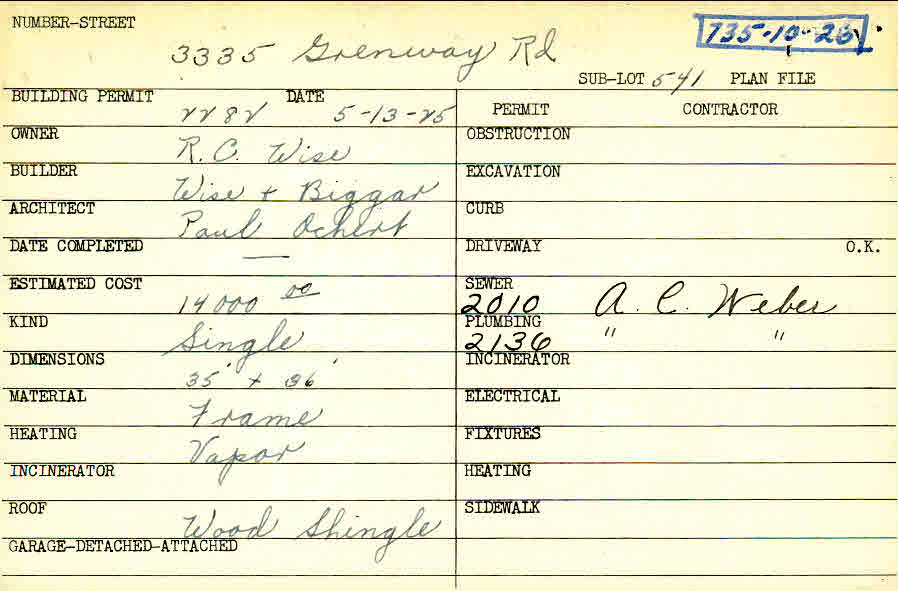 NUMBER-STREET
3335 Grenway Rd
735-10-26
SUB-LOT 541 PLAN FILE
BUILDING PERMIT 2282 DATE 5-13-25
PERMIT CONTRACTOR
OWNER R.C. Wise
OBSTRUCTION
BUILDER Wise + Biggar
EXCAVATION
ARCHITECT Paul Ochert
CURB
DATE COMPLETED —
DRIVEWAY O.K.
ESTIMATED COST 14000 00
SEWER 2010 A. C. Weber
KIND Single
PLUMBING 2136 " "
DIMENSIONS 35' x 36'
INCINERATOR
MATERIAL Frame
ELECTRICAL
HEATING Vapor
FIXTURES
INCINERATOR
HEATING
ROOF Wood Shingle
SIDEWALK
GARAGE-DETACHED-ATTACHED